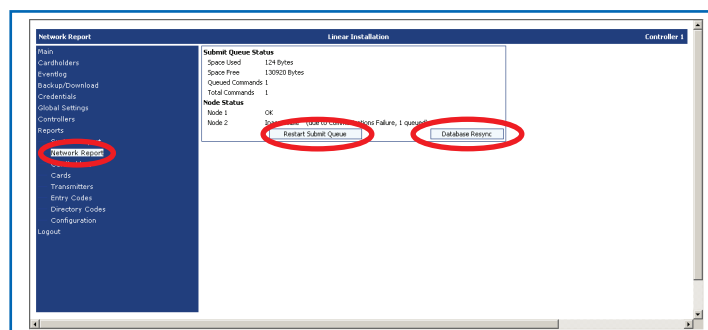 Network Report Linear Installation Controller 1
Main
Cardholders
Eventlog
Backup/Download
Credentials
Global Settings
Controllers
Reports
Network Report
Cards
Transmitters
Entry Codes
Directory Codes
Configuration
Logout
Submit Queue Status
Space Used 124 Bytes
Space Free 130920 Bytes
Queued Commands 1
Total Commands 1
Node Status
Node 1 OK
Node 2 (due to Communications Failure, 1 queued)
Restart Submit Queue Database Resync